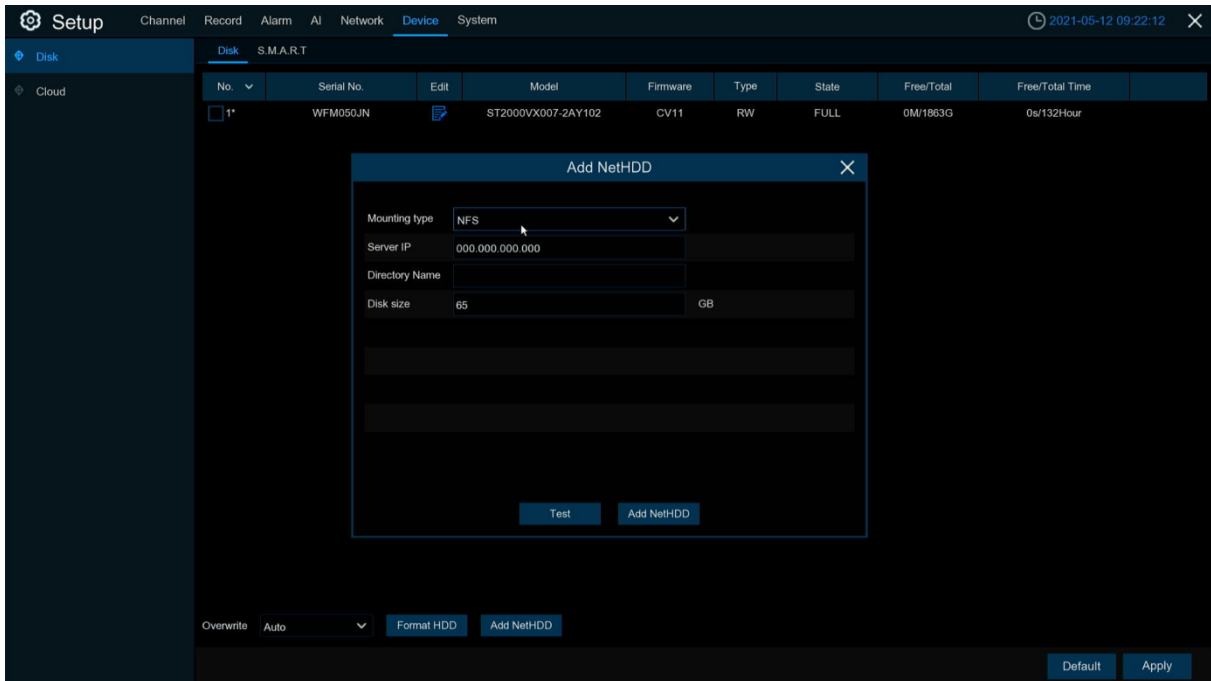 Setup Channel Record Alarm AI Network Device System 2021-05-12 09:22:12
Disk
Cloud
Disk S.M.A.R.T
No. Serial No. Edit Model Firmware Type State Free/Total Free/Total Time
1* WFM050JN ST2000VX007-2AY102 CV11 RW FULL 0M/1863G 0s/132Hour
Add NetHDD
Mounting type NFS
Server IP 000.000.000.000
Directory Name
Disk size 65 GB
Test Add NetHDD
Overwrite Auto Format HDD Add NetHDD
Default Apply